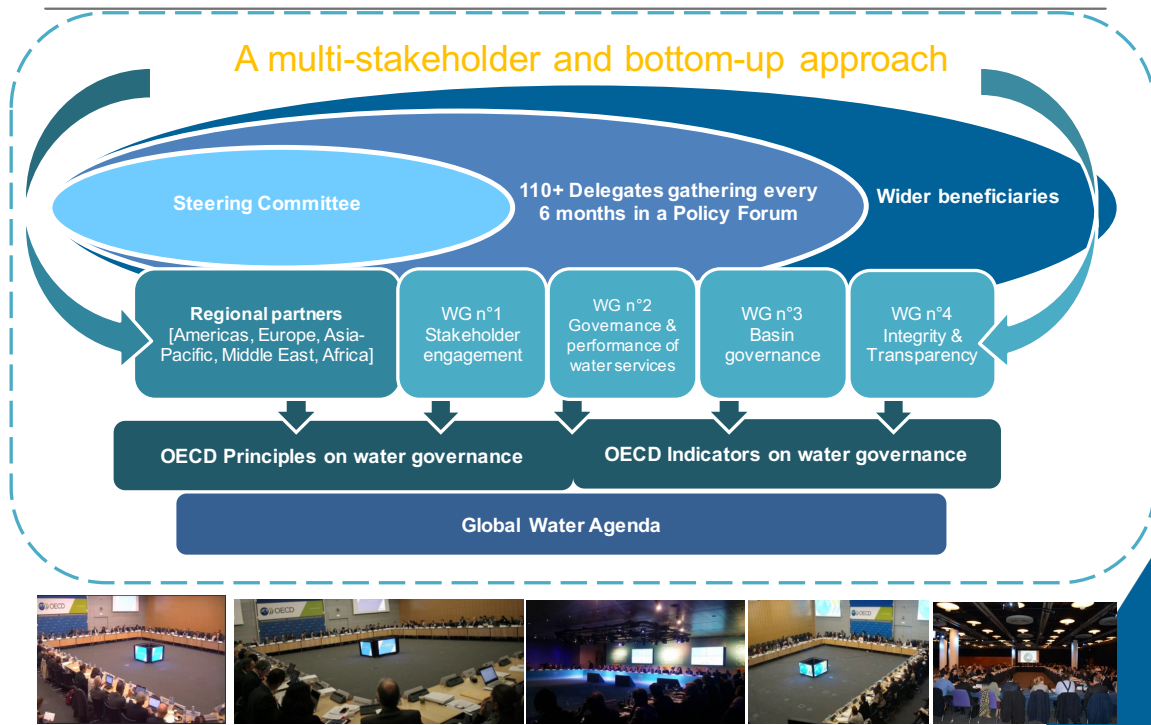 A multi-stakeholder and bottom-up approach
Steering Committee
110+ Delegates gathering every
6 months in a Policy Forum
Wider beneficiaries
Regional partners
[Americas, Europe, Asia-
Pacific, Middle East, Africa]
WG n°1
Stakeholder
engagement
WG n°2
Governance &
performance of
water services
WG n°3
Basin
governance
WG n°4
Integrity &
Transparency
OECD Principles on water governance
OECD Indicators on water governance
Global Water Agenda
OECD
OECD